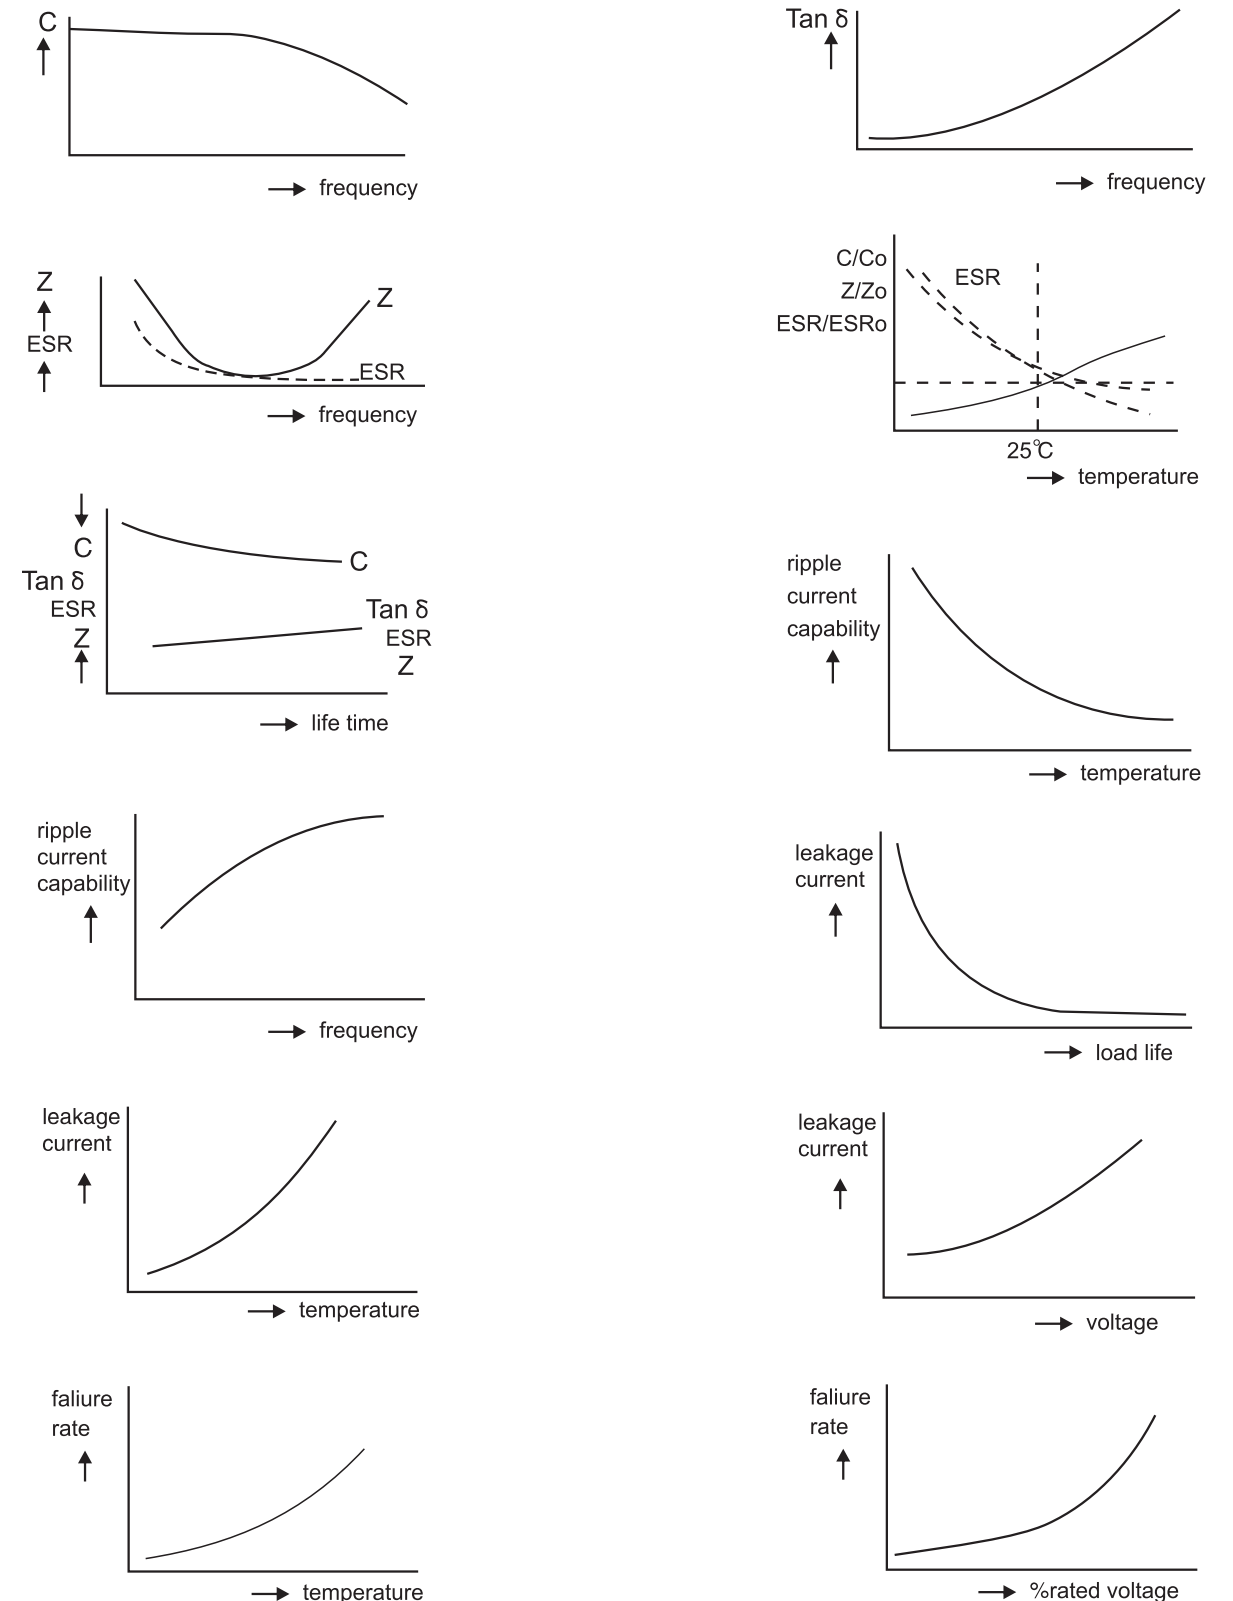 C
frequency
Tan δ
frequency
Z
ESR
Z
ESR
frequency
C/Co
Z/Zo
ESR/ESRo
ESR
25°C
temperature
C
Tan δ
ESR
Z
C
Tan δ
ESR
Z
life time
ripple
current
capability
temperature
ripple
current
capability
frequency
leakage
current
load life
leakage
current
temperature
leakage
current
voltage
faliure
rate
temperature
faliure
rate
%rated voltage